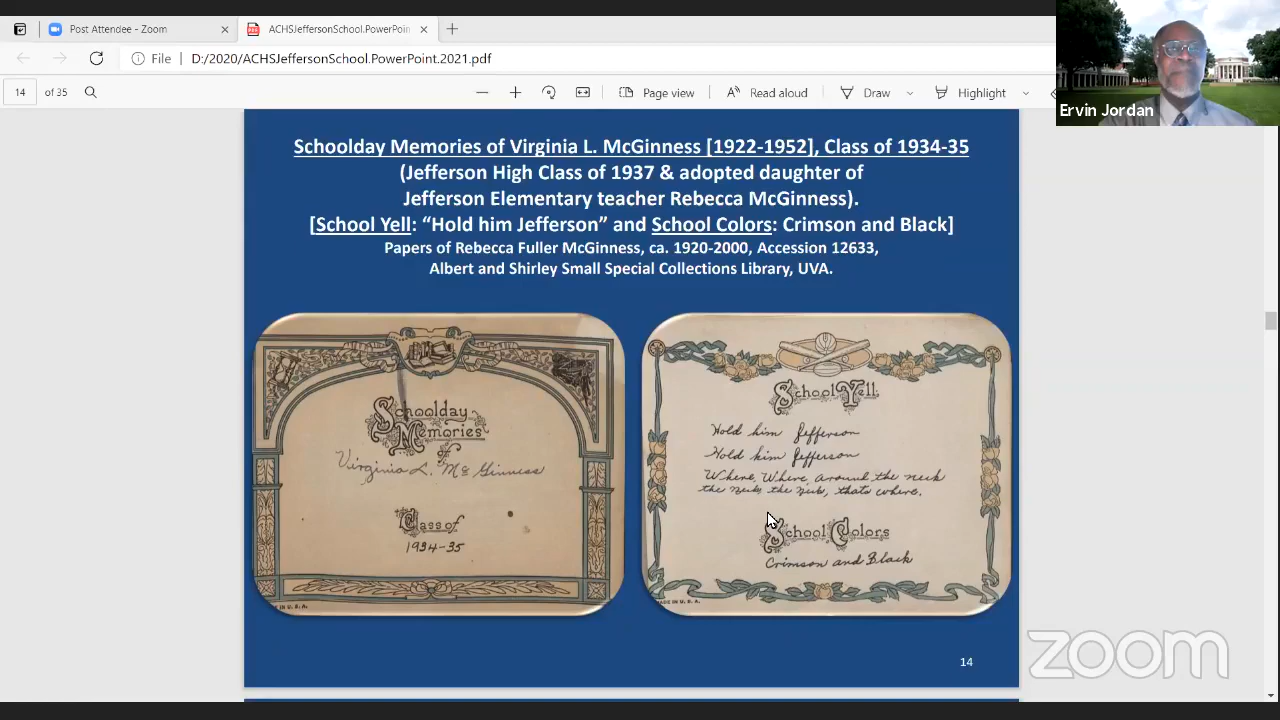 Post Attendee - Zoom
ACHSJeffersonSchool.PowerPoin
File
D:/2020/ACHSJeffersonSchool.PowerPoint.2021.pdf
14
of 35
Page view
Read aloud
Draw
Highlight
Ervin Jordan
Schoolday Memories of Virginia L. McGinness [1922-1952], Class of 1934-35
(Jefferson High Class of 1937 & adopted daughter of
Jefferson Elementary teacher Rebecca McGinness).
[School Yell: “Hold him Jefferson” and School Colors: Crimson and Black]
Papers of Rebecca Fuller McGinness, ca. 1920-2000, Accession 12633,
Albert and Shirley Small Special Collections Library, UVA.
Schoolday
Memories
of
Virginia L. McGinness
Class of
1934-35
IN U.S.A.
School Yell
Hold him Jefferson
Hold him Jefferson
Where, Where, around the neck
the neck, the neck, thats where.
School Colors
Crimson and Black
IN U.S.A.
14
zoom